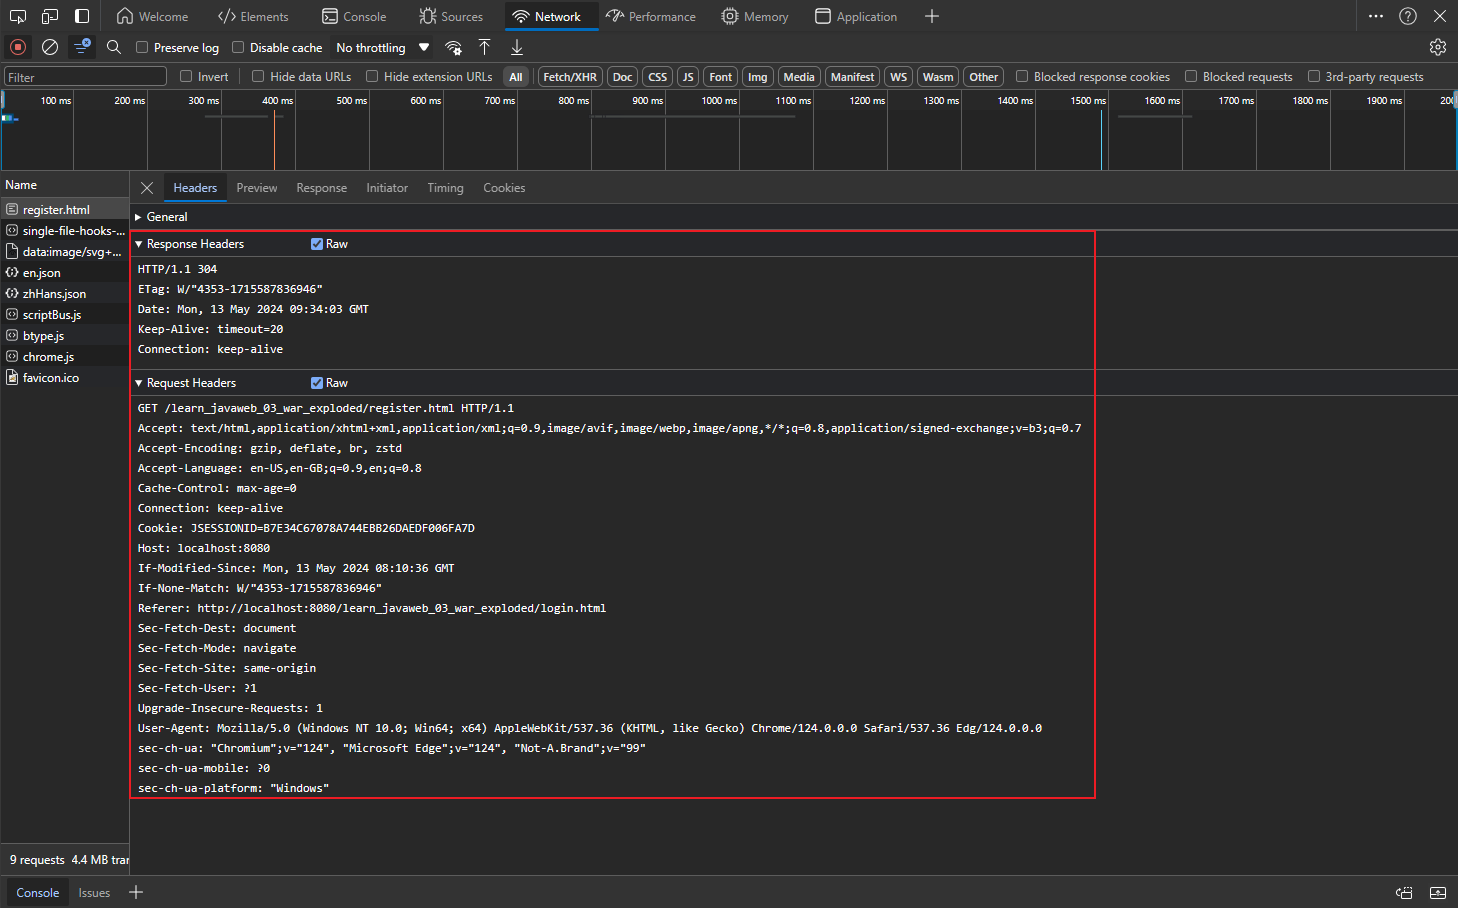 Welcome Elements Console Sources Network Performance Memory Application
Preserve log Disable cache No throttling
Filter Invert Hide data URLs Hide extension URLs All Fetch/XHR Doc CSS JS Font Img Media Manifest WS Wasm Other Blocked response cookies Blocked requests 3rd-party requests
100 ms 200 ms 300 ms 400 ms 500 ms 600 ms 700 ms 800 ms 900 ms 1000 ms 1100 ms 1200 ms 1300 ms 1400 ms 1500 ms 1600 ms 1700 ms 1800 ms 1900 ms 200
Name
register.html
single-file-hooks-...
data:image/svg+...
en.json
zhHans.json
scriptBus.js
btype.js
chrome.js
favicon.ico
9 requests 4.4 MB trar
Headers Preview Response Initiator Timing Cookies
General
Response Headers Raw
HTTP/1.1 304
ETag: W/"4353-1715587836946"
Date: Mon, 13 May 2024 09:34:03 GMT
Keep-Alive: timeout=20
Connection: keep-alive
Request Headers Raw
GET /learn_javaweb_03_war_exploded/register.html HTTP/1.1
Accept: text/html,application/xhtml+xml,application/xml;q=0.9,image/avif,image/webp,image/apng,*/*;q=0.8,application/signed-exchange;v=b3;q=0.7
Accept-Encoding: gzip, deflate, br, zstd
Accept-Language: en-US,en-GB;q=0.9,en;q=0.8
Cache-Control: max-age=0
Connection: keep-alive
Cookie: JSESSIONID=B7E34C67078A744EBB26DAEDF006FA7D
Host: localhost:8080
If-Modified-Since: Mon, 13 May 2024 08:10:36 GMT
If-None-Match: W/"4353-1715587836946"
Referer: http://localhost:8080/learn_javaweb_03_war_exploded/login.html
Sec-Fetch-Dest: document
Sec-Fetch-Mode: navigate
Sec-Fetch-Site: same-origin
Sec-Fetch-User: ?1
Upgrade-Insecure-Requests: 1
User-Agent: Mozilla/5.0 (Windows NT 10.0; Win64; x64) AppleWebKit/537.36 (KHTML, like Gecko) Chrome/124.0.0.0 Safari/537.36 Edg/124.0.0.0
sec-ch-ua: "Chromium";v="124", "Microsoft Edge";v="124", "Not-A.Brand";v="99"
sec-ch-ua-mobile: ?0
sec-ch-ua-platform: "Windows"
Console Issues